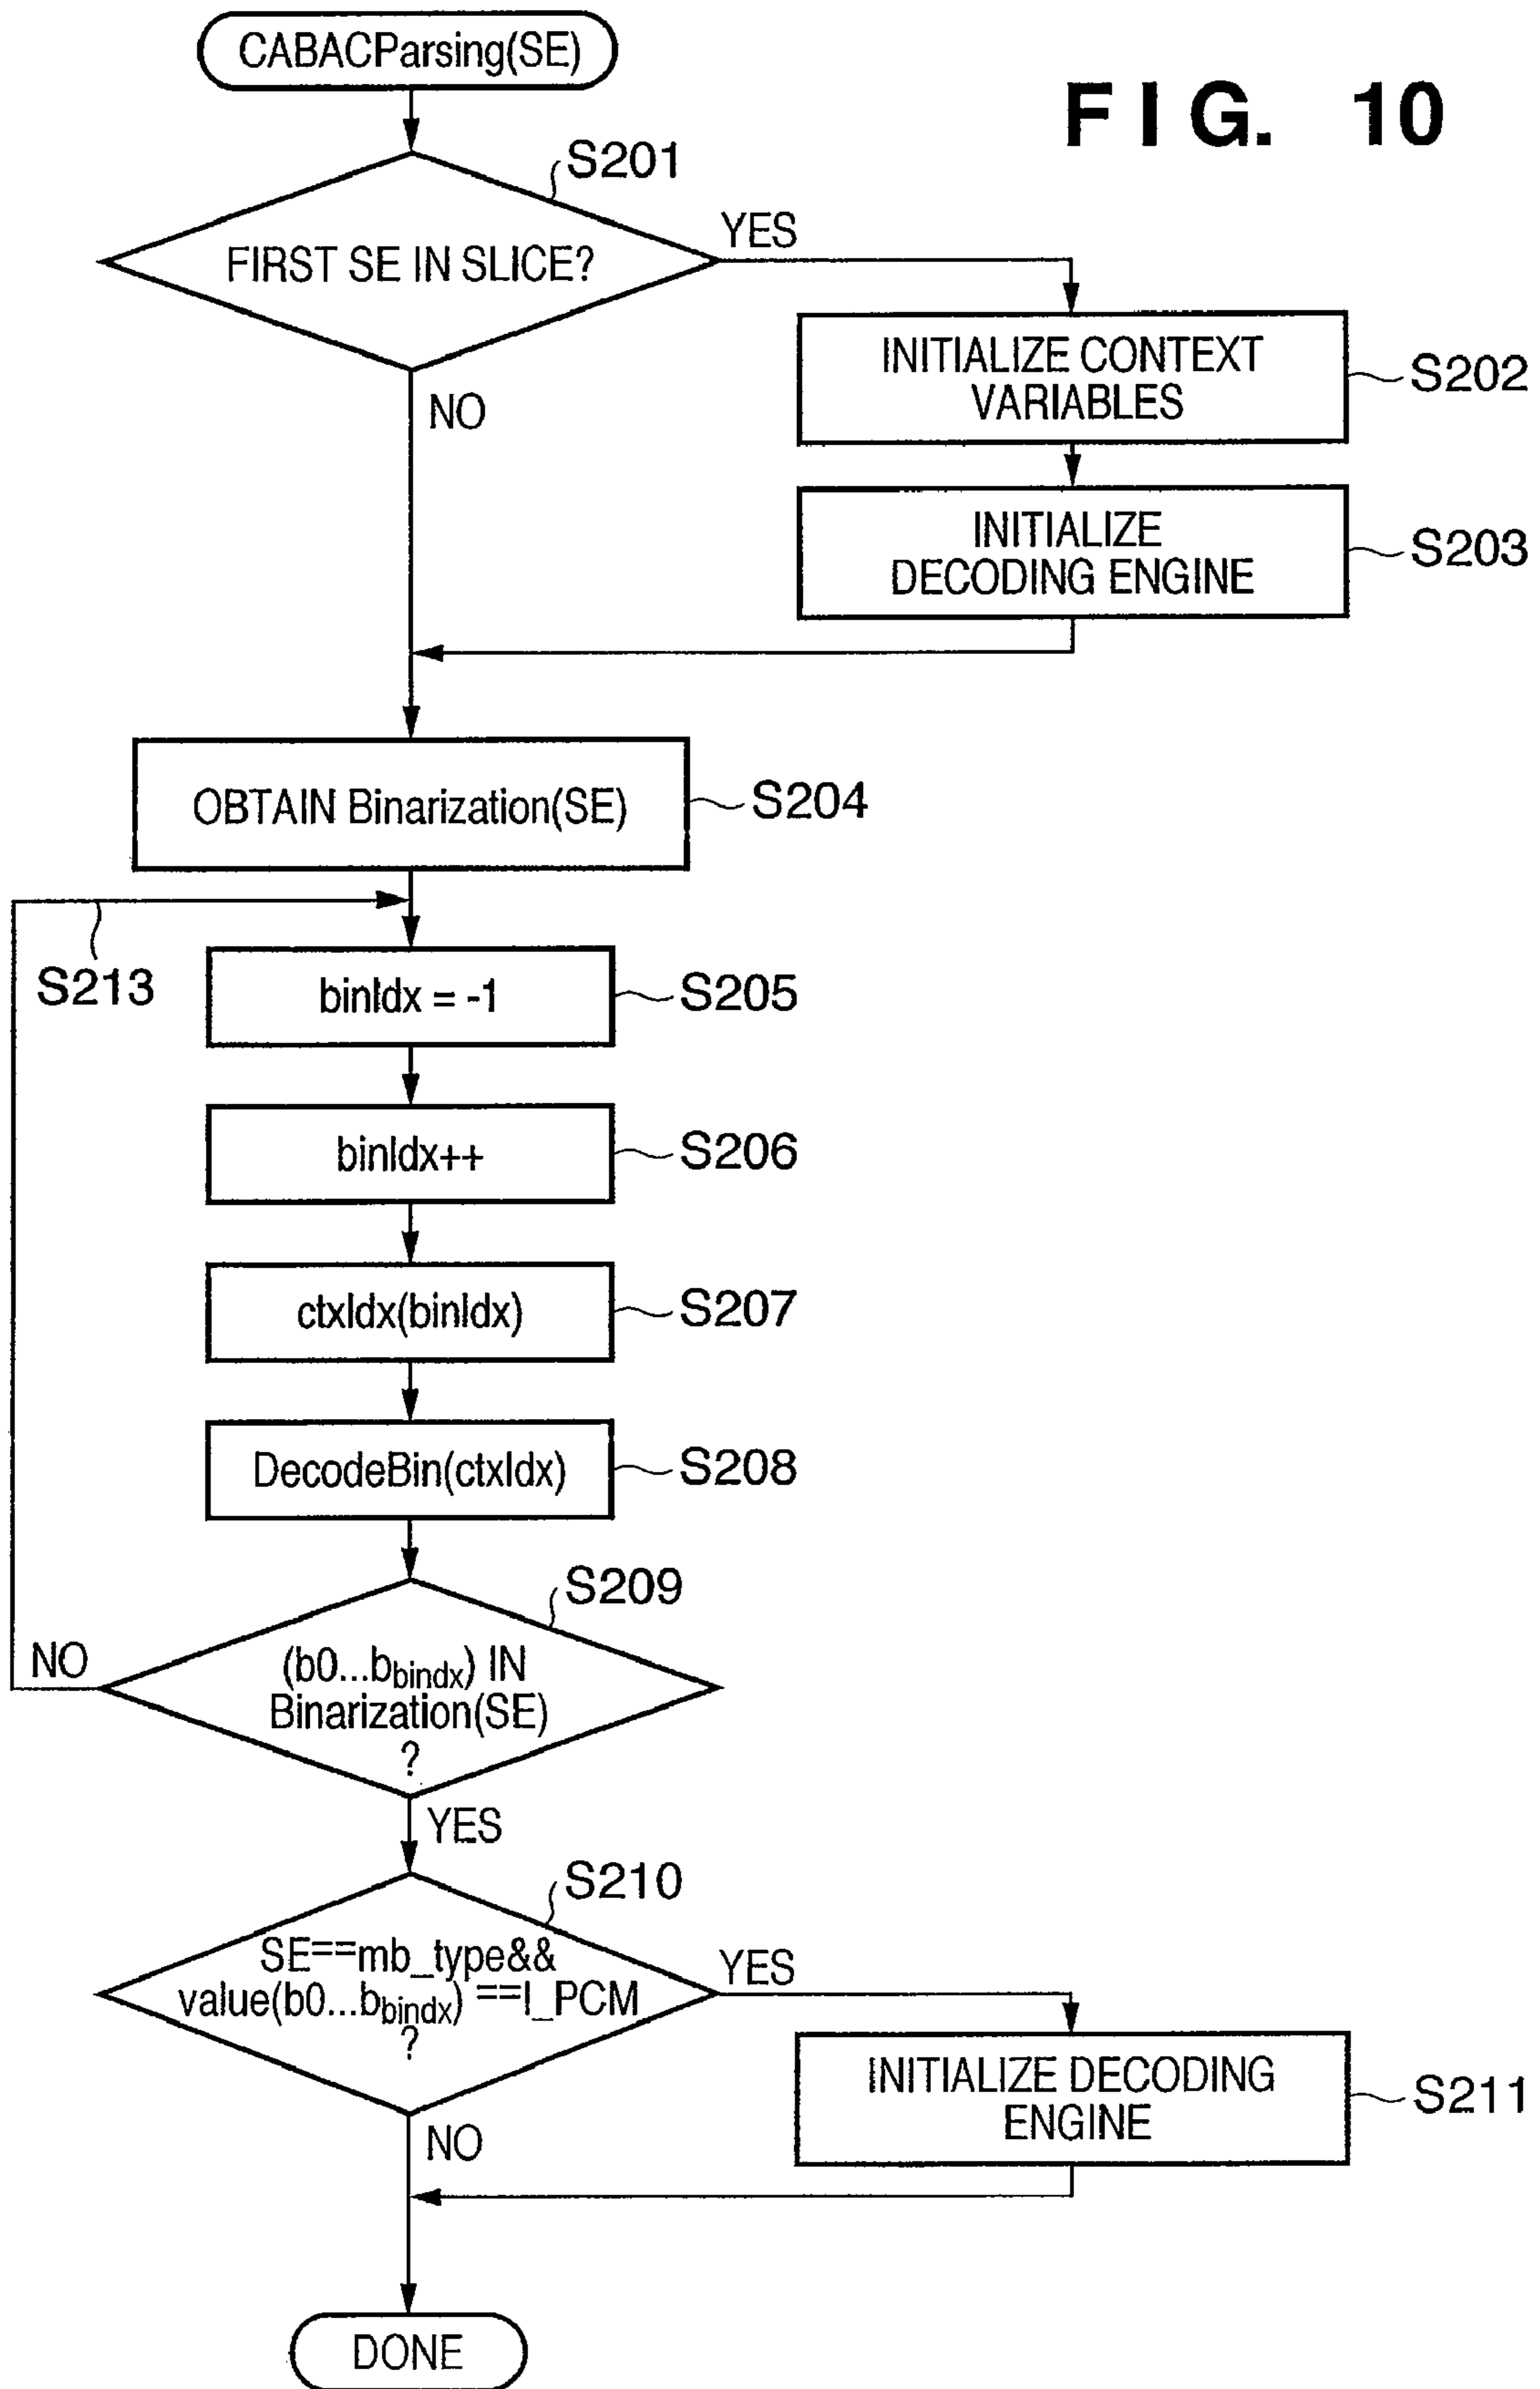 CABACParsing(SE)
FIG. 10
S201
FIRST SE IN SLICE?
YES
NO
INITIALIZE CONTEXT
VARIABLES
S202
INITIALIZE
DECODING ENGINE
S203
OBTAIN Binarization(SE)
S204
S213
binIdx = -1
S205
binIdx++
S206
ctxIdx(binIdx)
S207
DecodeBin(ctxIdx)
S208
S209
NO
(b0...bbindx) IN
Binarization(SE)
?
YES
S210
SE==mb_type&&
value(b0...bbindx) ==I_PCM
?
YES
NO
INITIALIZE DECODING
ENGINE
S211
DONE